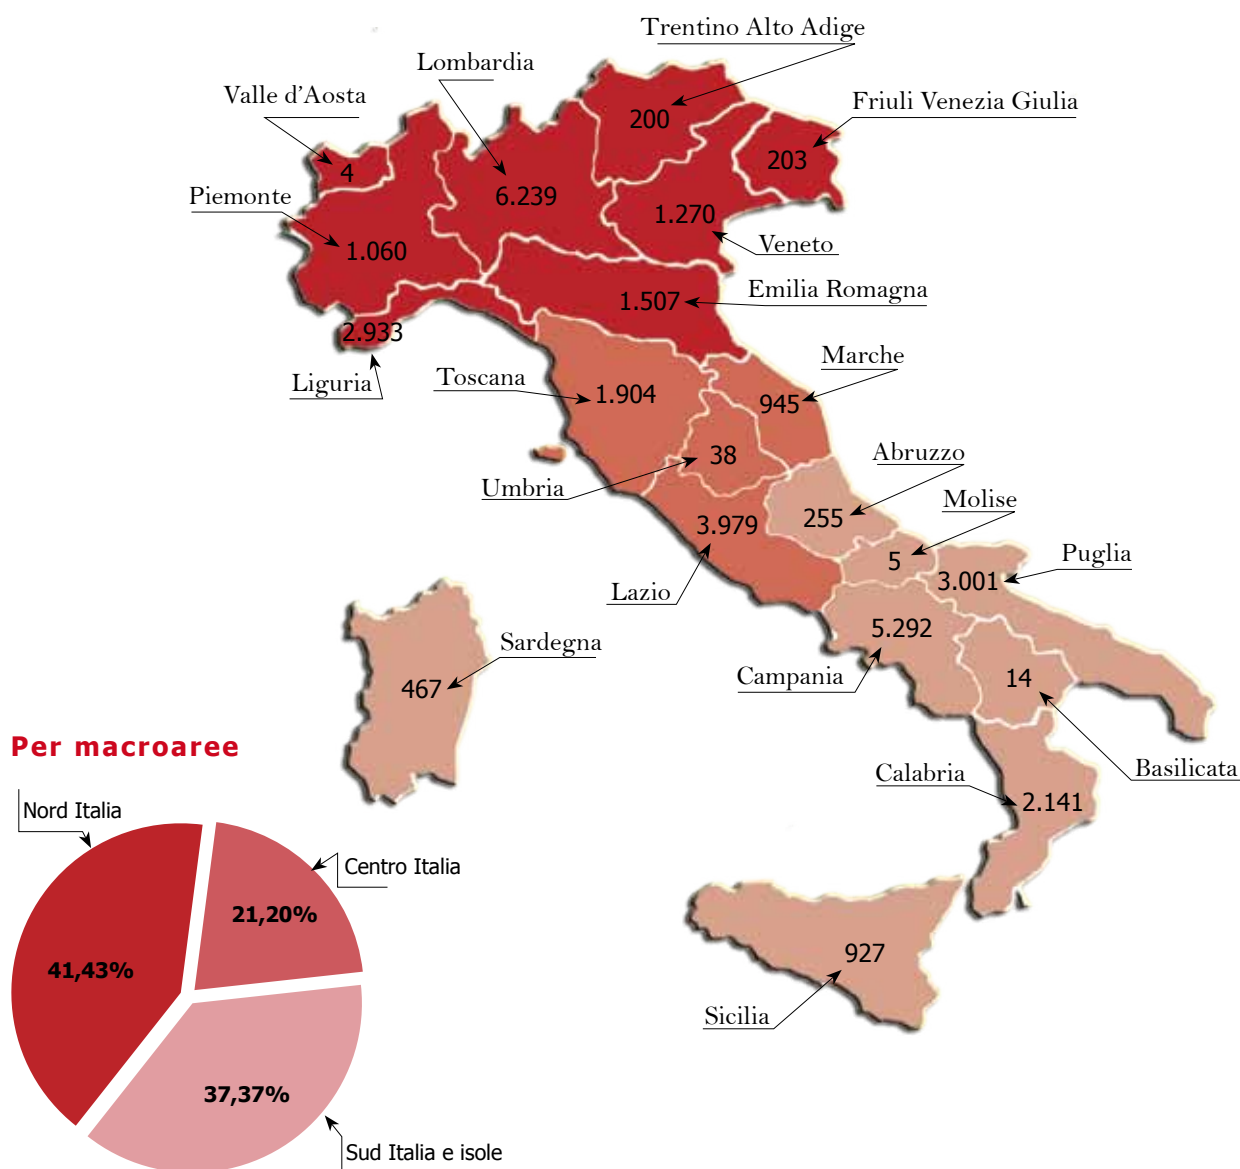 Trentino Alto Adige
200
Lombardia
6.239
Valle d'Aosta
4
Friuli Venezia Giulia
203
Piemonte
1.060
1.270
Veneto
1.507
Emilia Romagna
2.933
Liguria
Toscana
1.904
Marche
945
Umbria
38
Abruzzo
255
Molise
5
Lazio
3.979
Puglia
3.001
Campania
5.292
Sardegna
467
14
Basilicata
Calabria
2.141
927
Sicilia
Per macroaree
Nord Italia
41,43%
Centro Italia
21,20%
37,37%
Sud Italia e isole